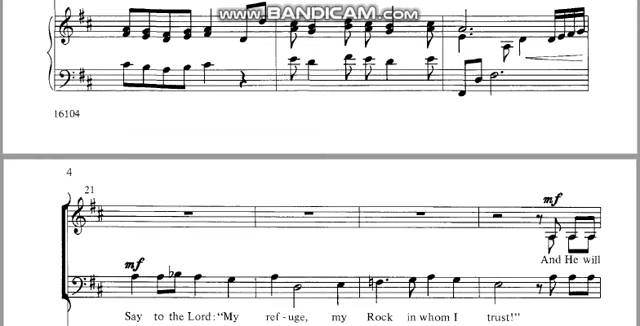 www.BANDICAM.com
16104
4
21
mf
mf
And He will
Say to the Lord: "My ref - uge, my Rock in whom I trust!"